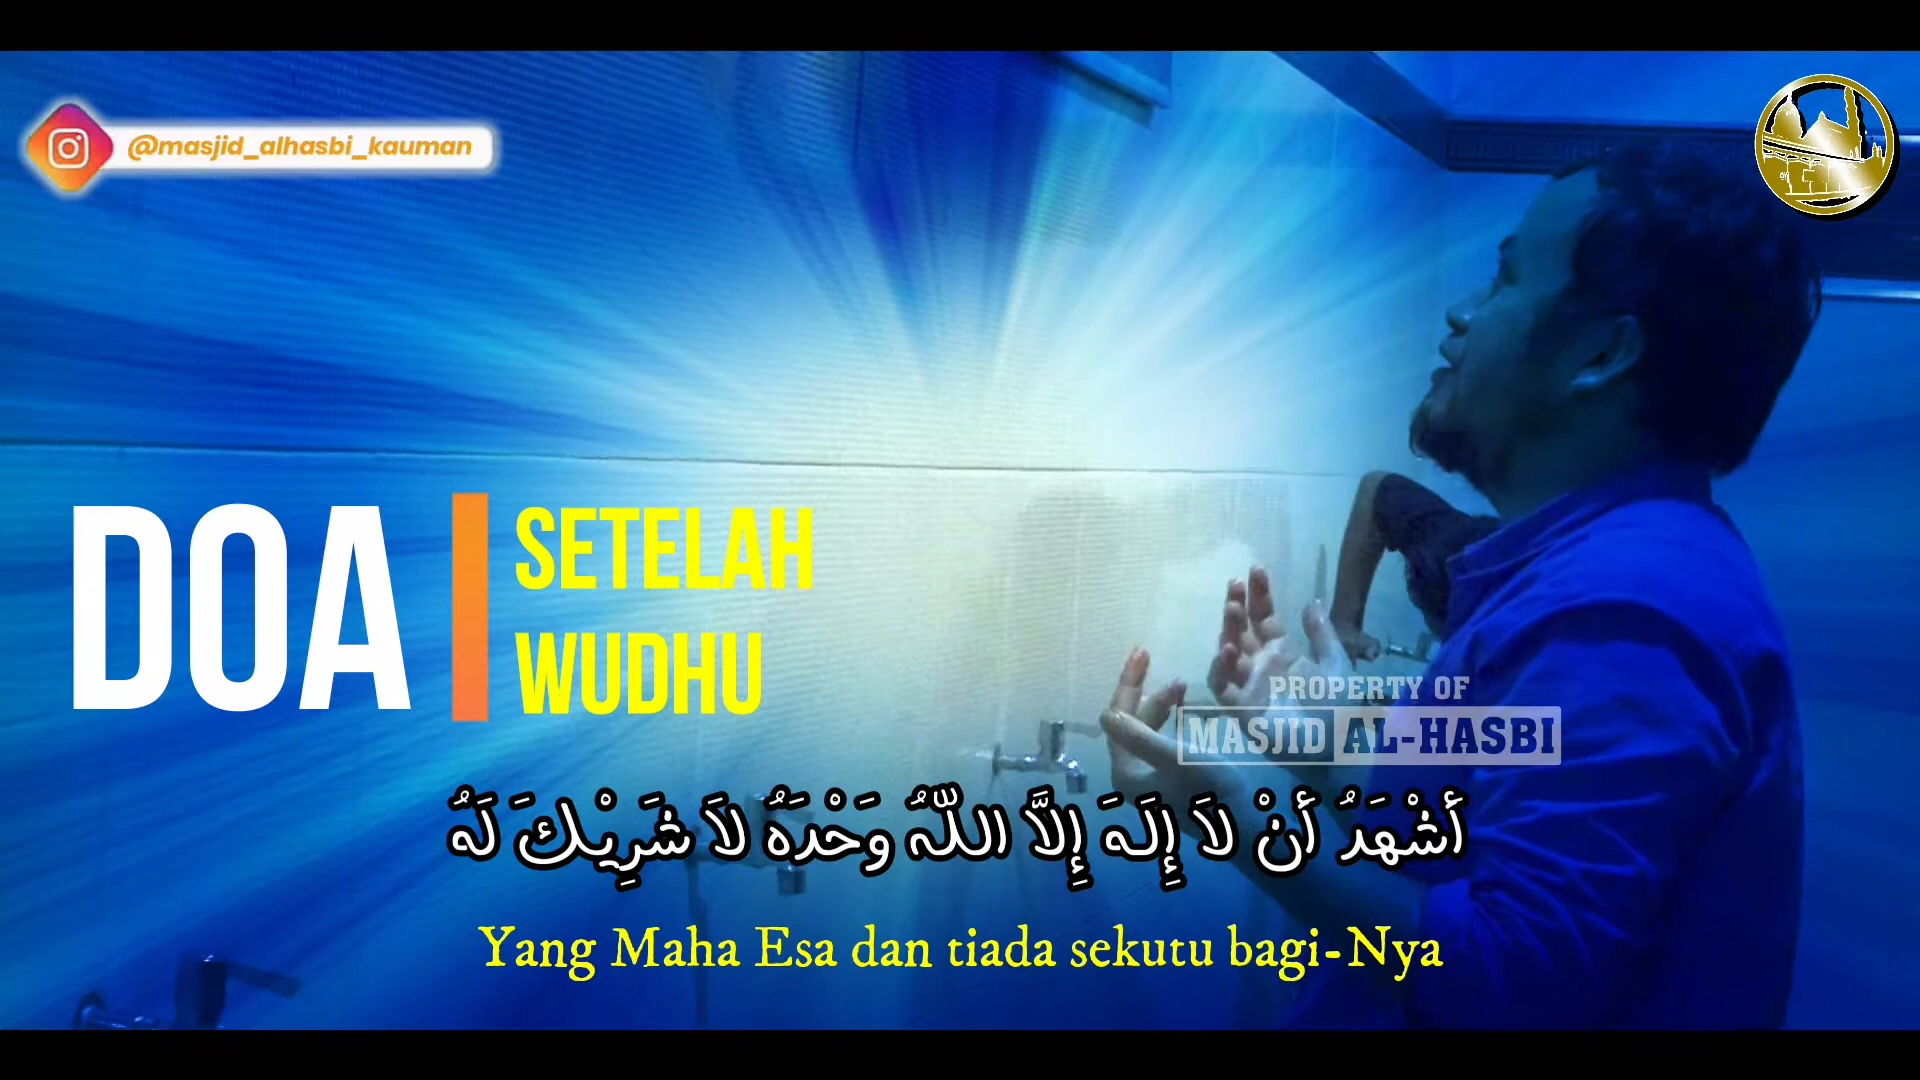 @masjid_alhasbi_kauman
DOA
SETELAH
WUDHU
PROPERTY OF
MASJID AL-HASBI
أَشْهَدُ أَنْ لاَ إِلَهَ إِلاَّ اللّهُ وَحْدَهُ لاَ شَرِيْكَ لَهُ
Yang Maha Esa dan tiada sekutu bagi-Nya